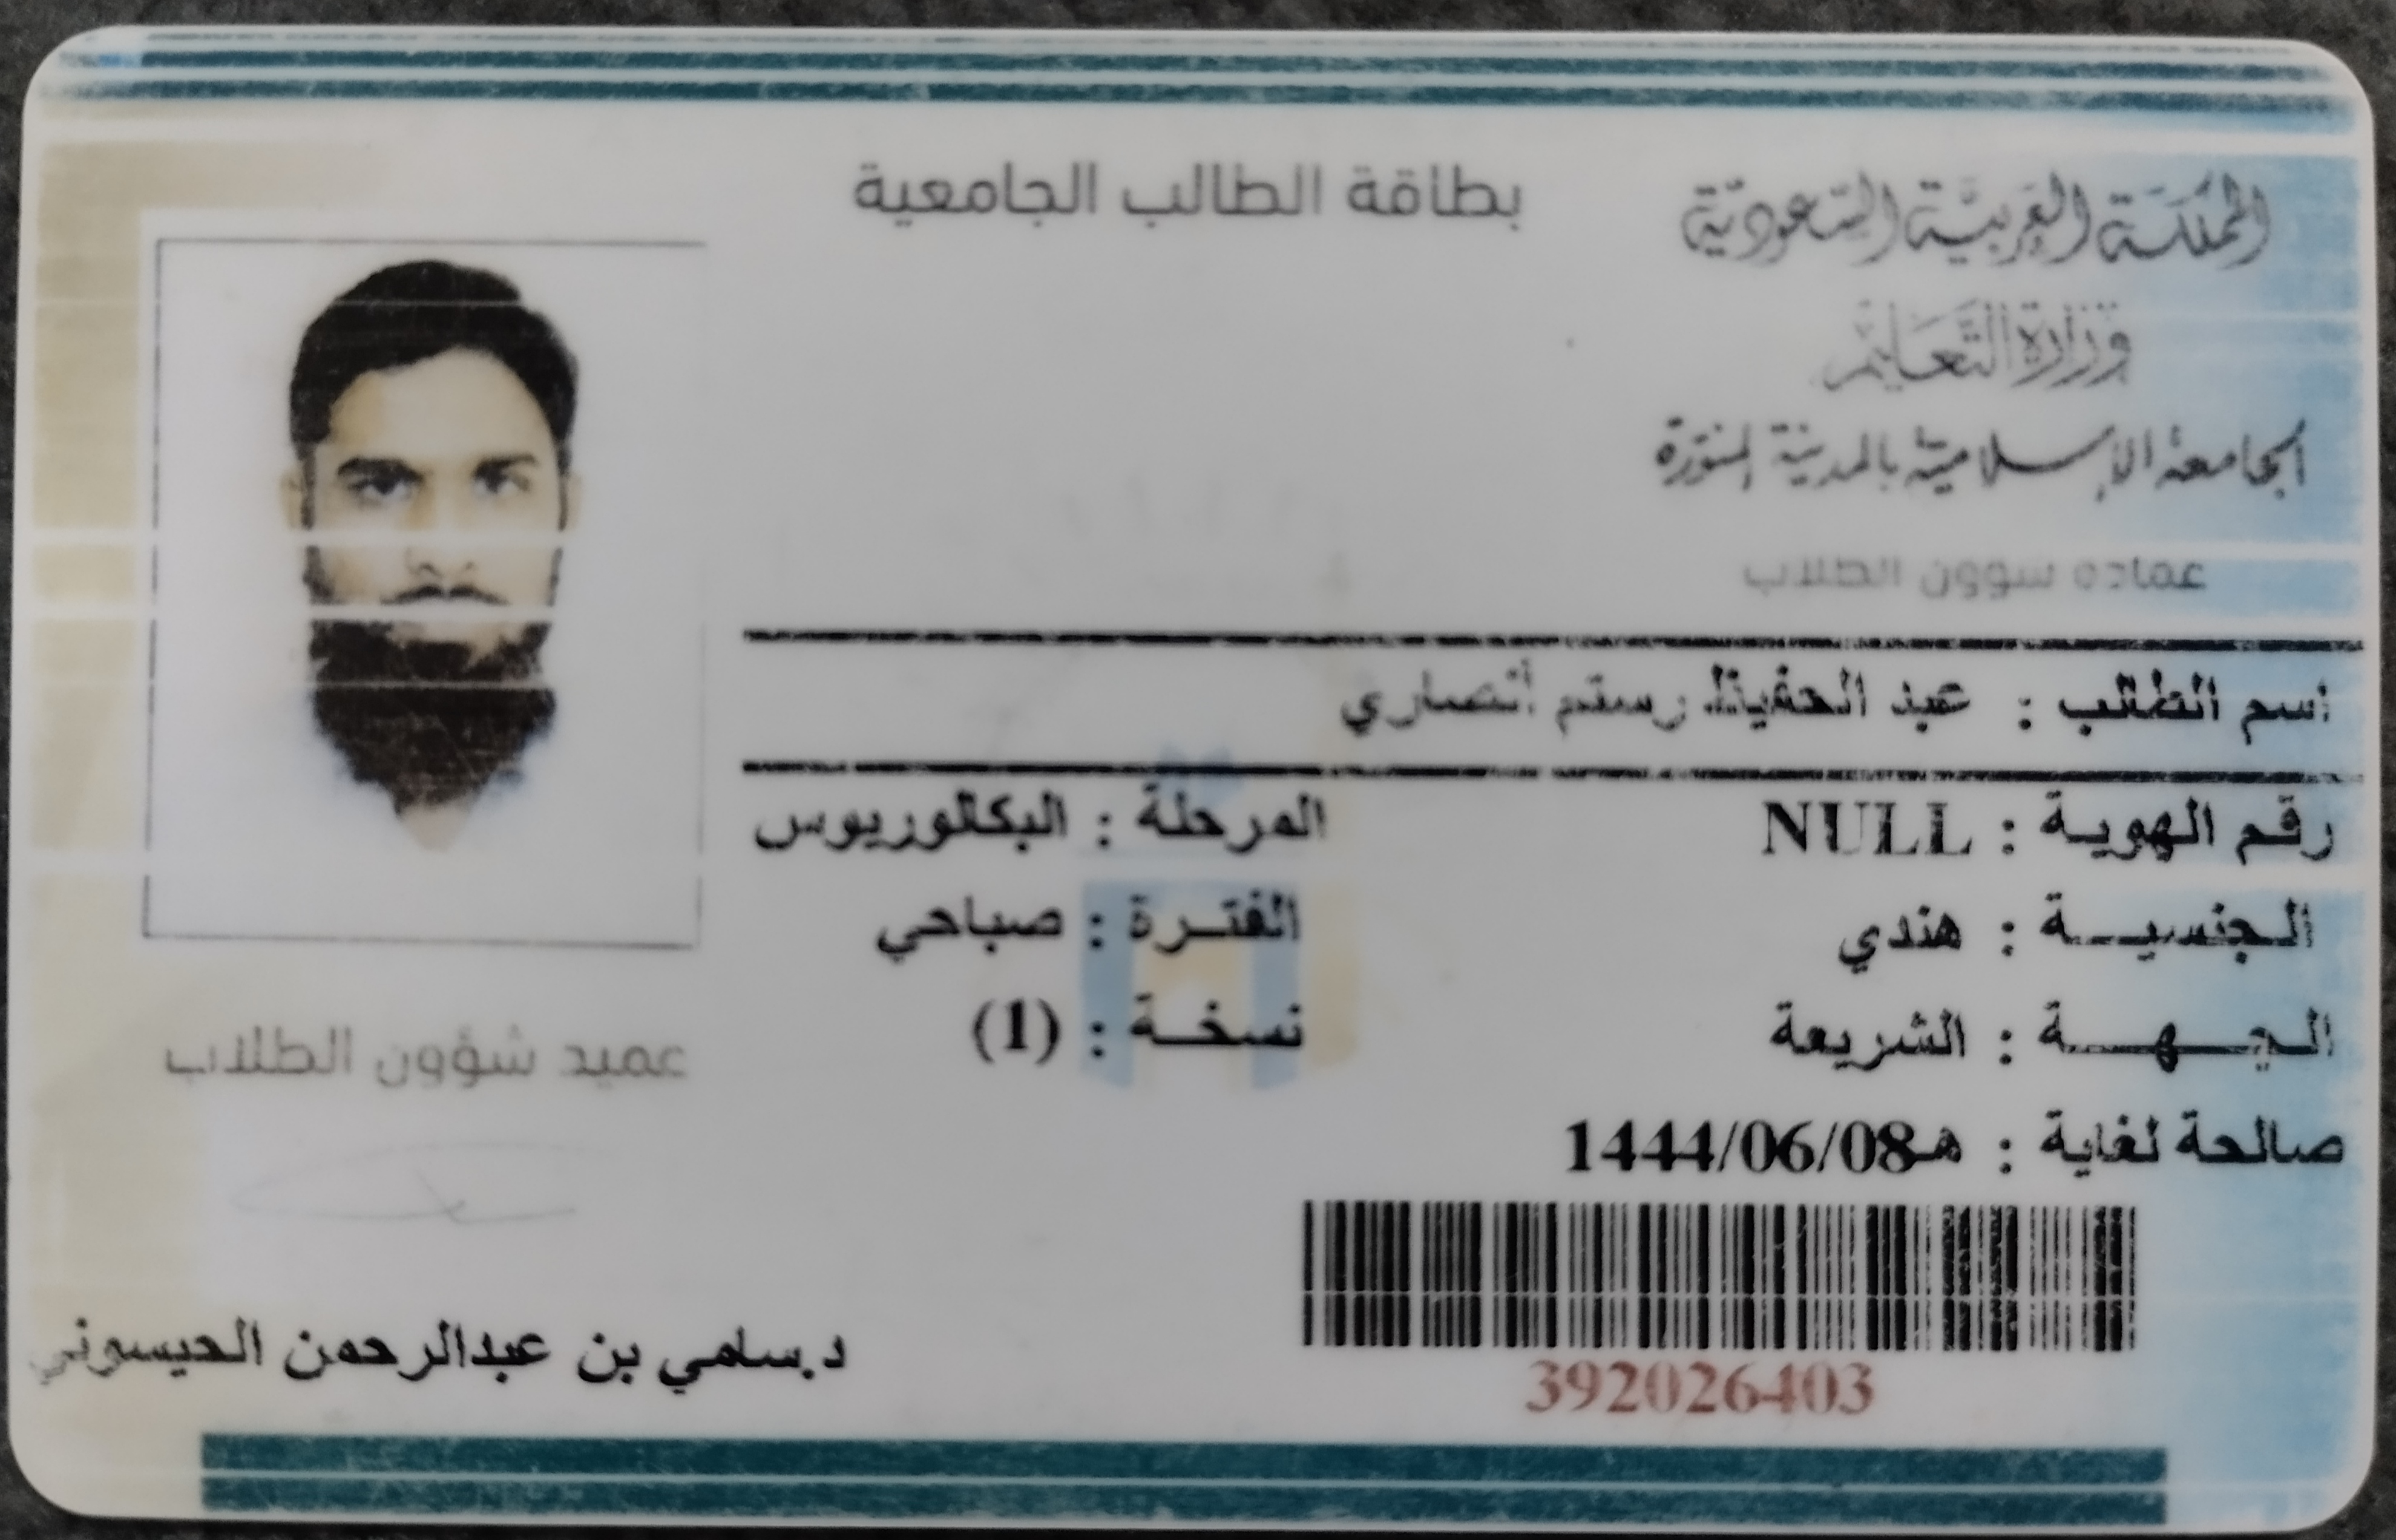 بطاقة الطالب الجامعية
المملكة العربية السعودية
وزارة التعليم
الجامعة الإسلامية بالمدينة المنورة
عمادة شؤون الطلاب
اسم الطالب : عبد الحفيظ رستم أنصاري
رقم الهوية : NULL المرحلة : البكالوريوس
الجنسية : هندي الفترة : صباحي
الجهة : الشريعة نسخة : (1)
صالحة لغاية : 1444/06/08هـ
392026403
عميد شؤون الطلاب
د.سامي بن عبدالرحمن الحيسوني